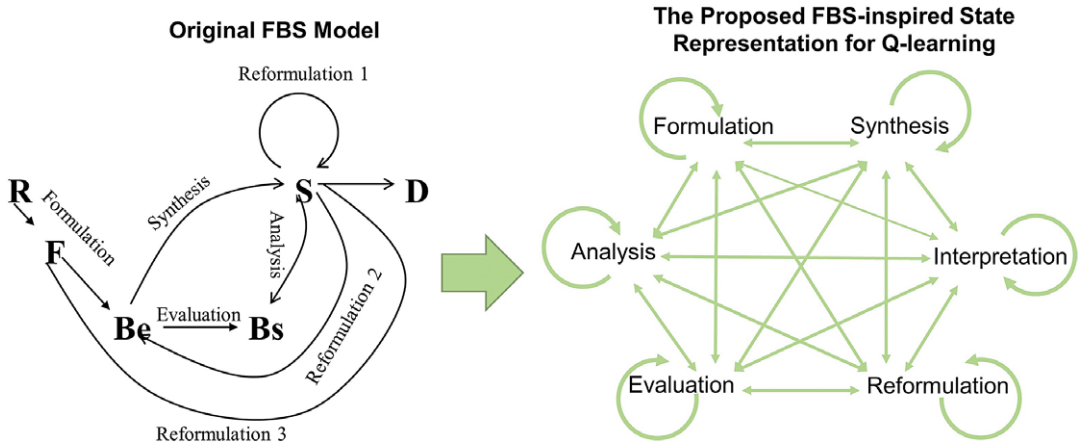 Original FBS Model
Reformulation 1
R
Formulation
Synthesis
S
D
F
Analysis
Be
Evaluation
Bs
Reformulation 2
Reformulation 3
The Proposed FBS-inspired State
Representation for Q-learning
Formulation
Synthesis
Analysis
Interpretation
Evaluation
Reformulation